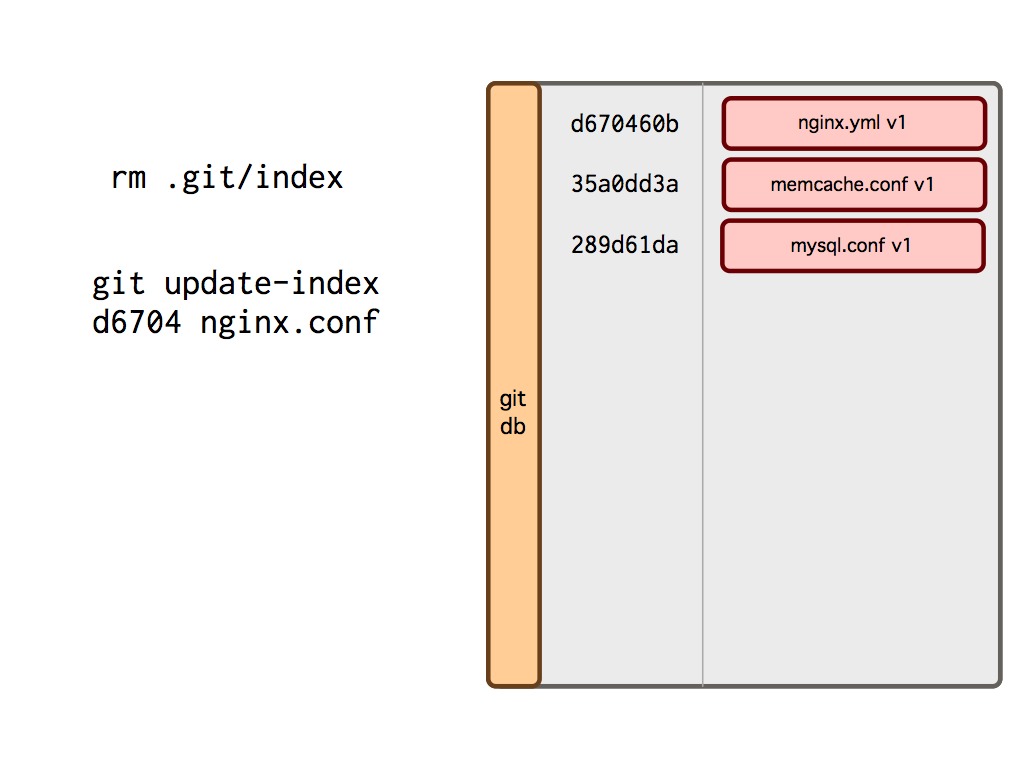 rm .git/index
git update-index
d6704 nginx.conf
git
db
d670460b nginx.yml v1
35a0dd3a memcache.conf v1
289d61da mysql.conf v1